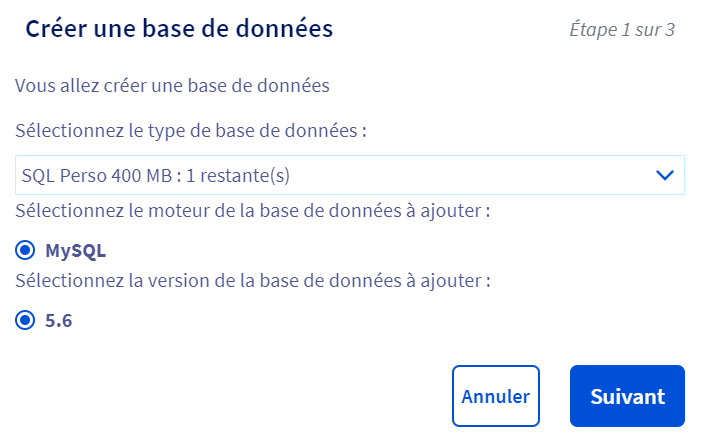 Créer une base de données
Étape 1 sur 3
Vous allez créer une base de données
Sélectionnez le type de base de données :
SQL Perso 400 MB : 1 restante(s)
Sélectionnez le moteur de la base de données à ajouter :
MySQL
Sélectionnez la version de la base de données à ajouter :
5.6
Annuler
Suivant